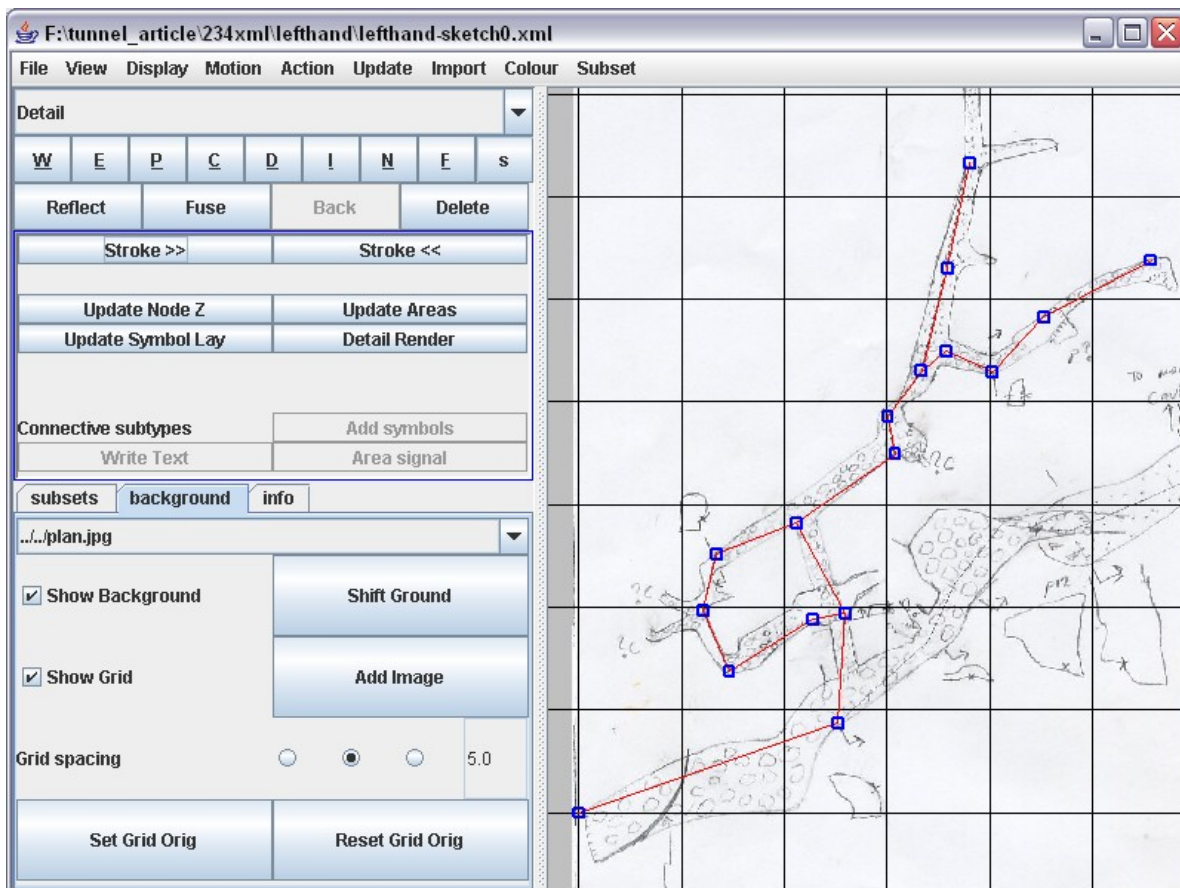 F:\tunnel_article\234xml\lefthand\lefthand-sketch0.xml
File View Display Motion Action Update Import Colour Subset
Detail
W E P C D I N F s
Reflect Fuse Back Delete
Stroke >> Stroke <<
Update Node Z Update Areas
Update Symbol Lay Detail Render
Connective subtypes Add symbols
Write Text Area signal
subsets background info
../../plan.jpg
Show Background Shift Ground
Show Grid Add Image
Grid spacing 5.0
Set Grid Orig Reset Grid Orig
To
?C
?C
?C